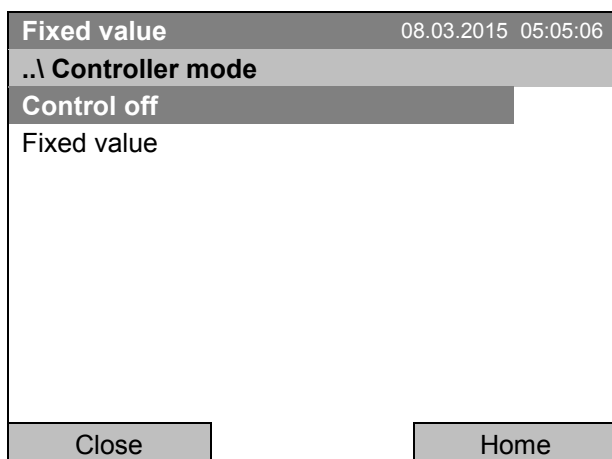 Fixed value 08.03.2015 05:05:06
..\ Controller mode
Control off
Fixed value
Close Home